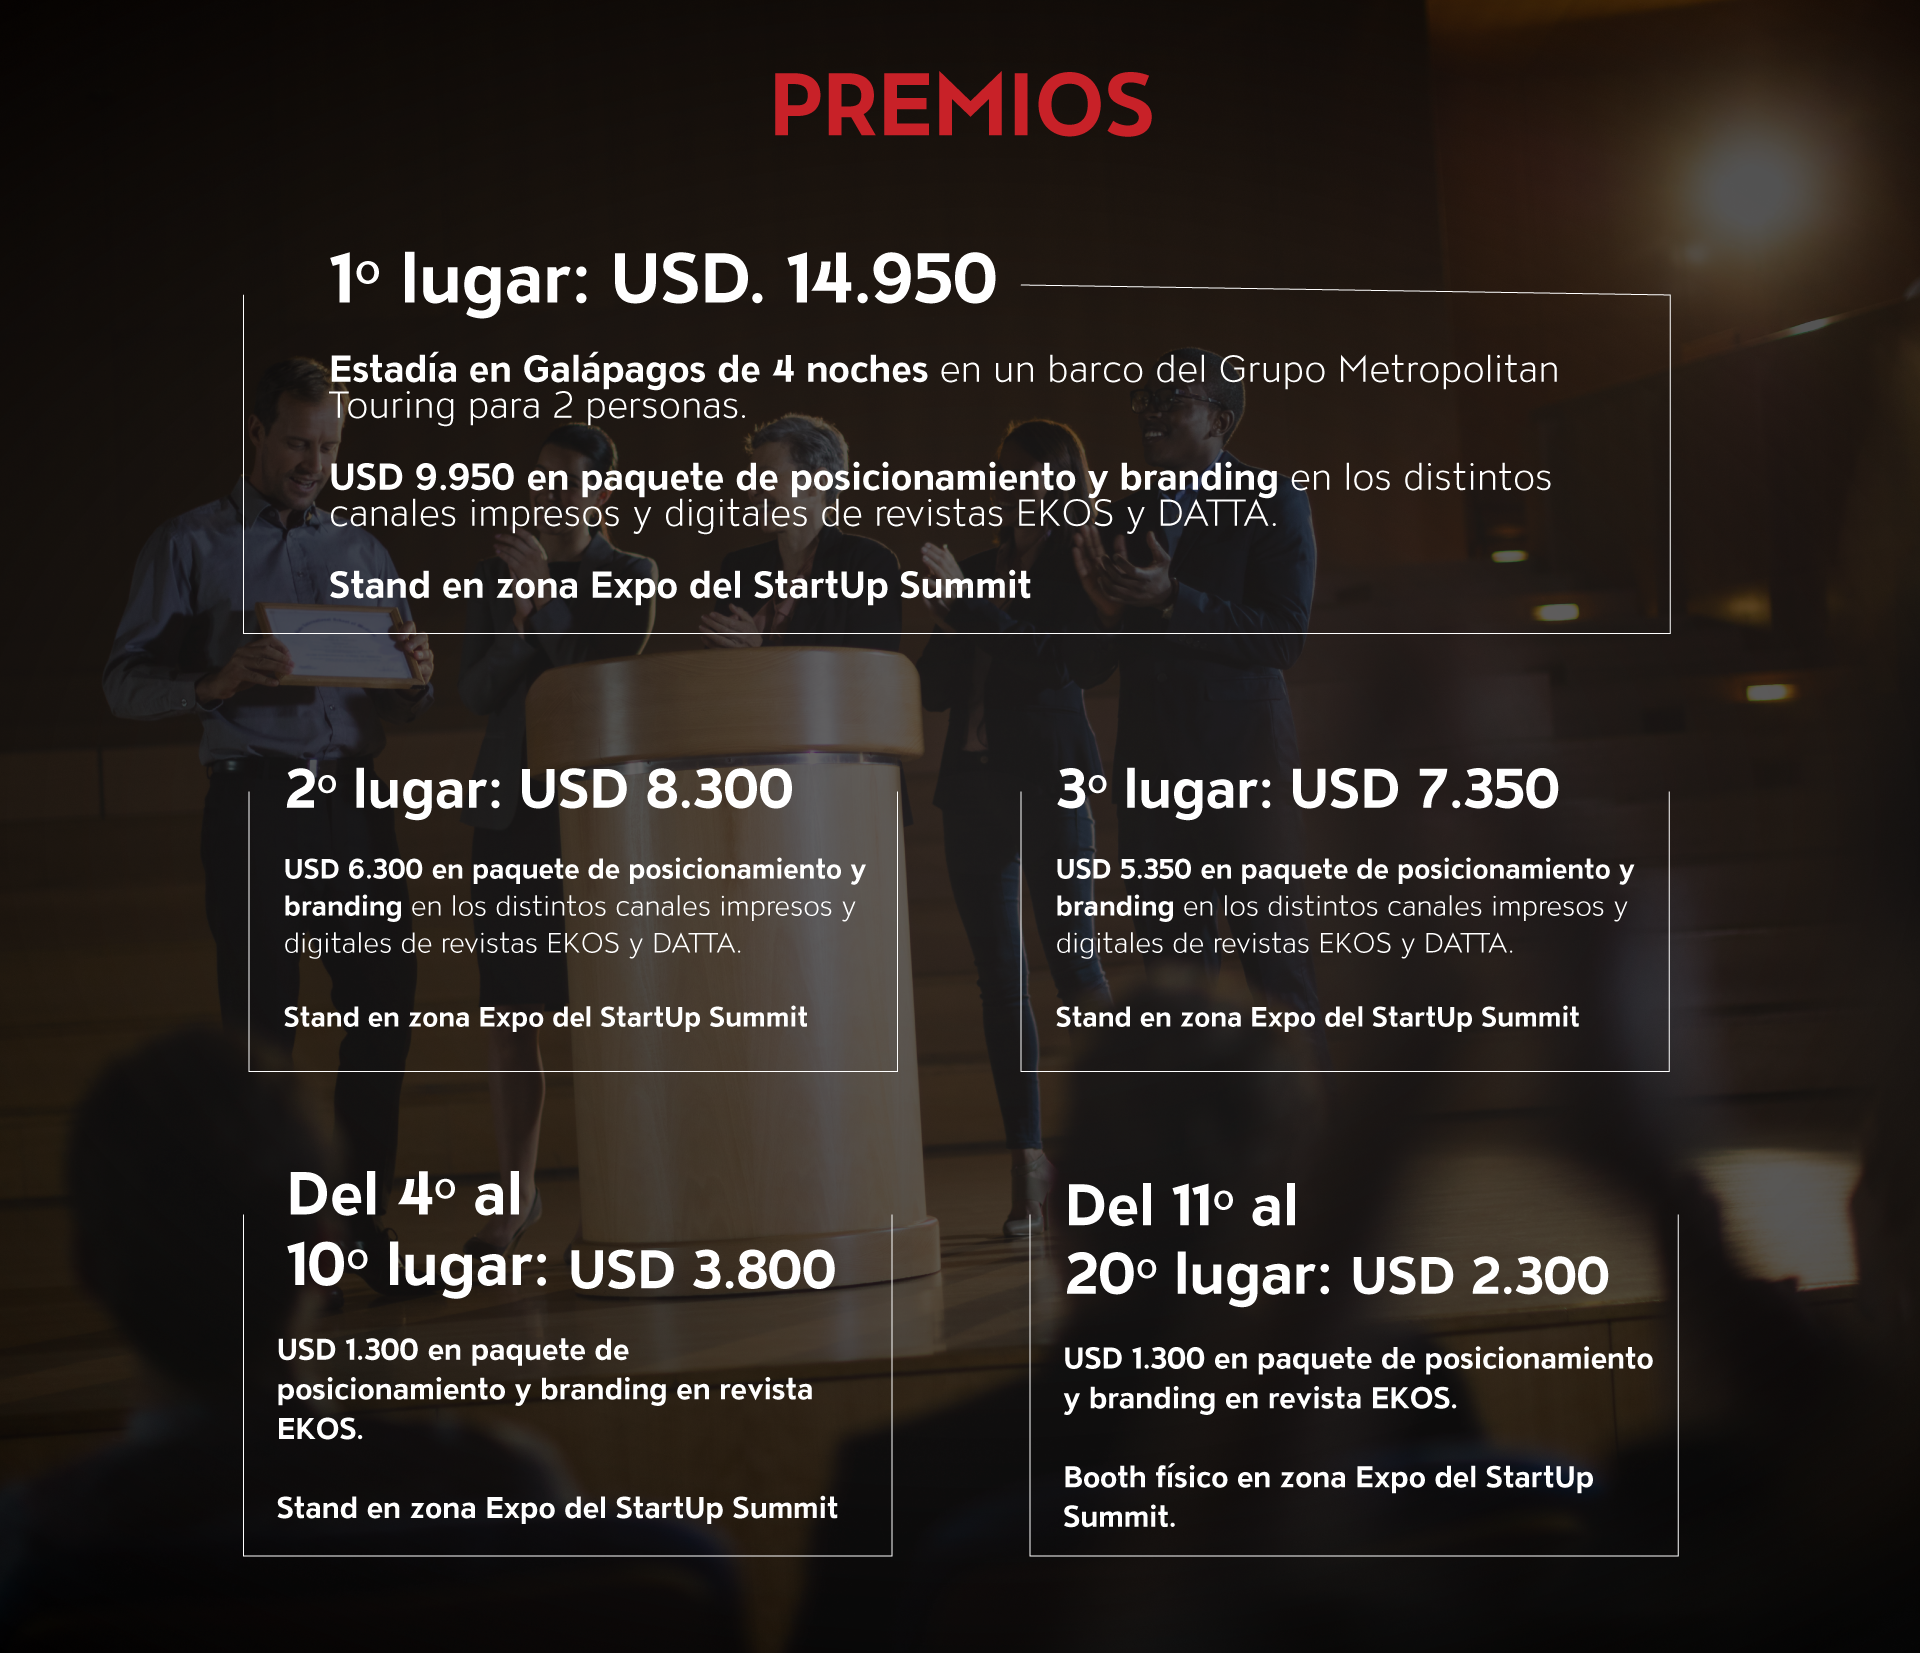 PREMIOS
1º lugar: USD. 14.950
Estadía en Galápagos de 4 noches en un barco del Grupo Metropolitan
Touring para 2 personas.
USD 9.950 en paquete de posicionamiento y branding en los distintos
canales impresos y digitales de revistas EKOS y DATTA.
Stand en zona Expo del StartUp Summit
2º lugar: USD 8.300
USD 6.300 en paquete de posicionamiento y
branding en los distintos canales impresos y
digitales de revistas EKOS y DATTA.
Stand en zona Expo del StartUp Summit
3º lugar: USD 7.350
USD 5.350 en paquete de posicionamiento y
branding en los distintos canales impresos y
digitales de revistas EKOS y DATTA.
Stand en zona Expo del StartUp Summit
Del 4º al
10º lugar: USD 3.800
USD 1.300 en paquete de
posicionamiento y branding en revista
EKOS.
Stand en zona Expo del StartUp Summit
Del 11º al
20º lugar: USD 2.300
USD 1.300 en paquete de posicionamiento
y branding en revista EKOS.
Booth físico en zona Expo del StartUp
Summit.